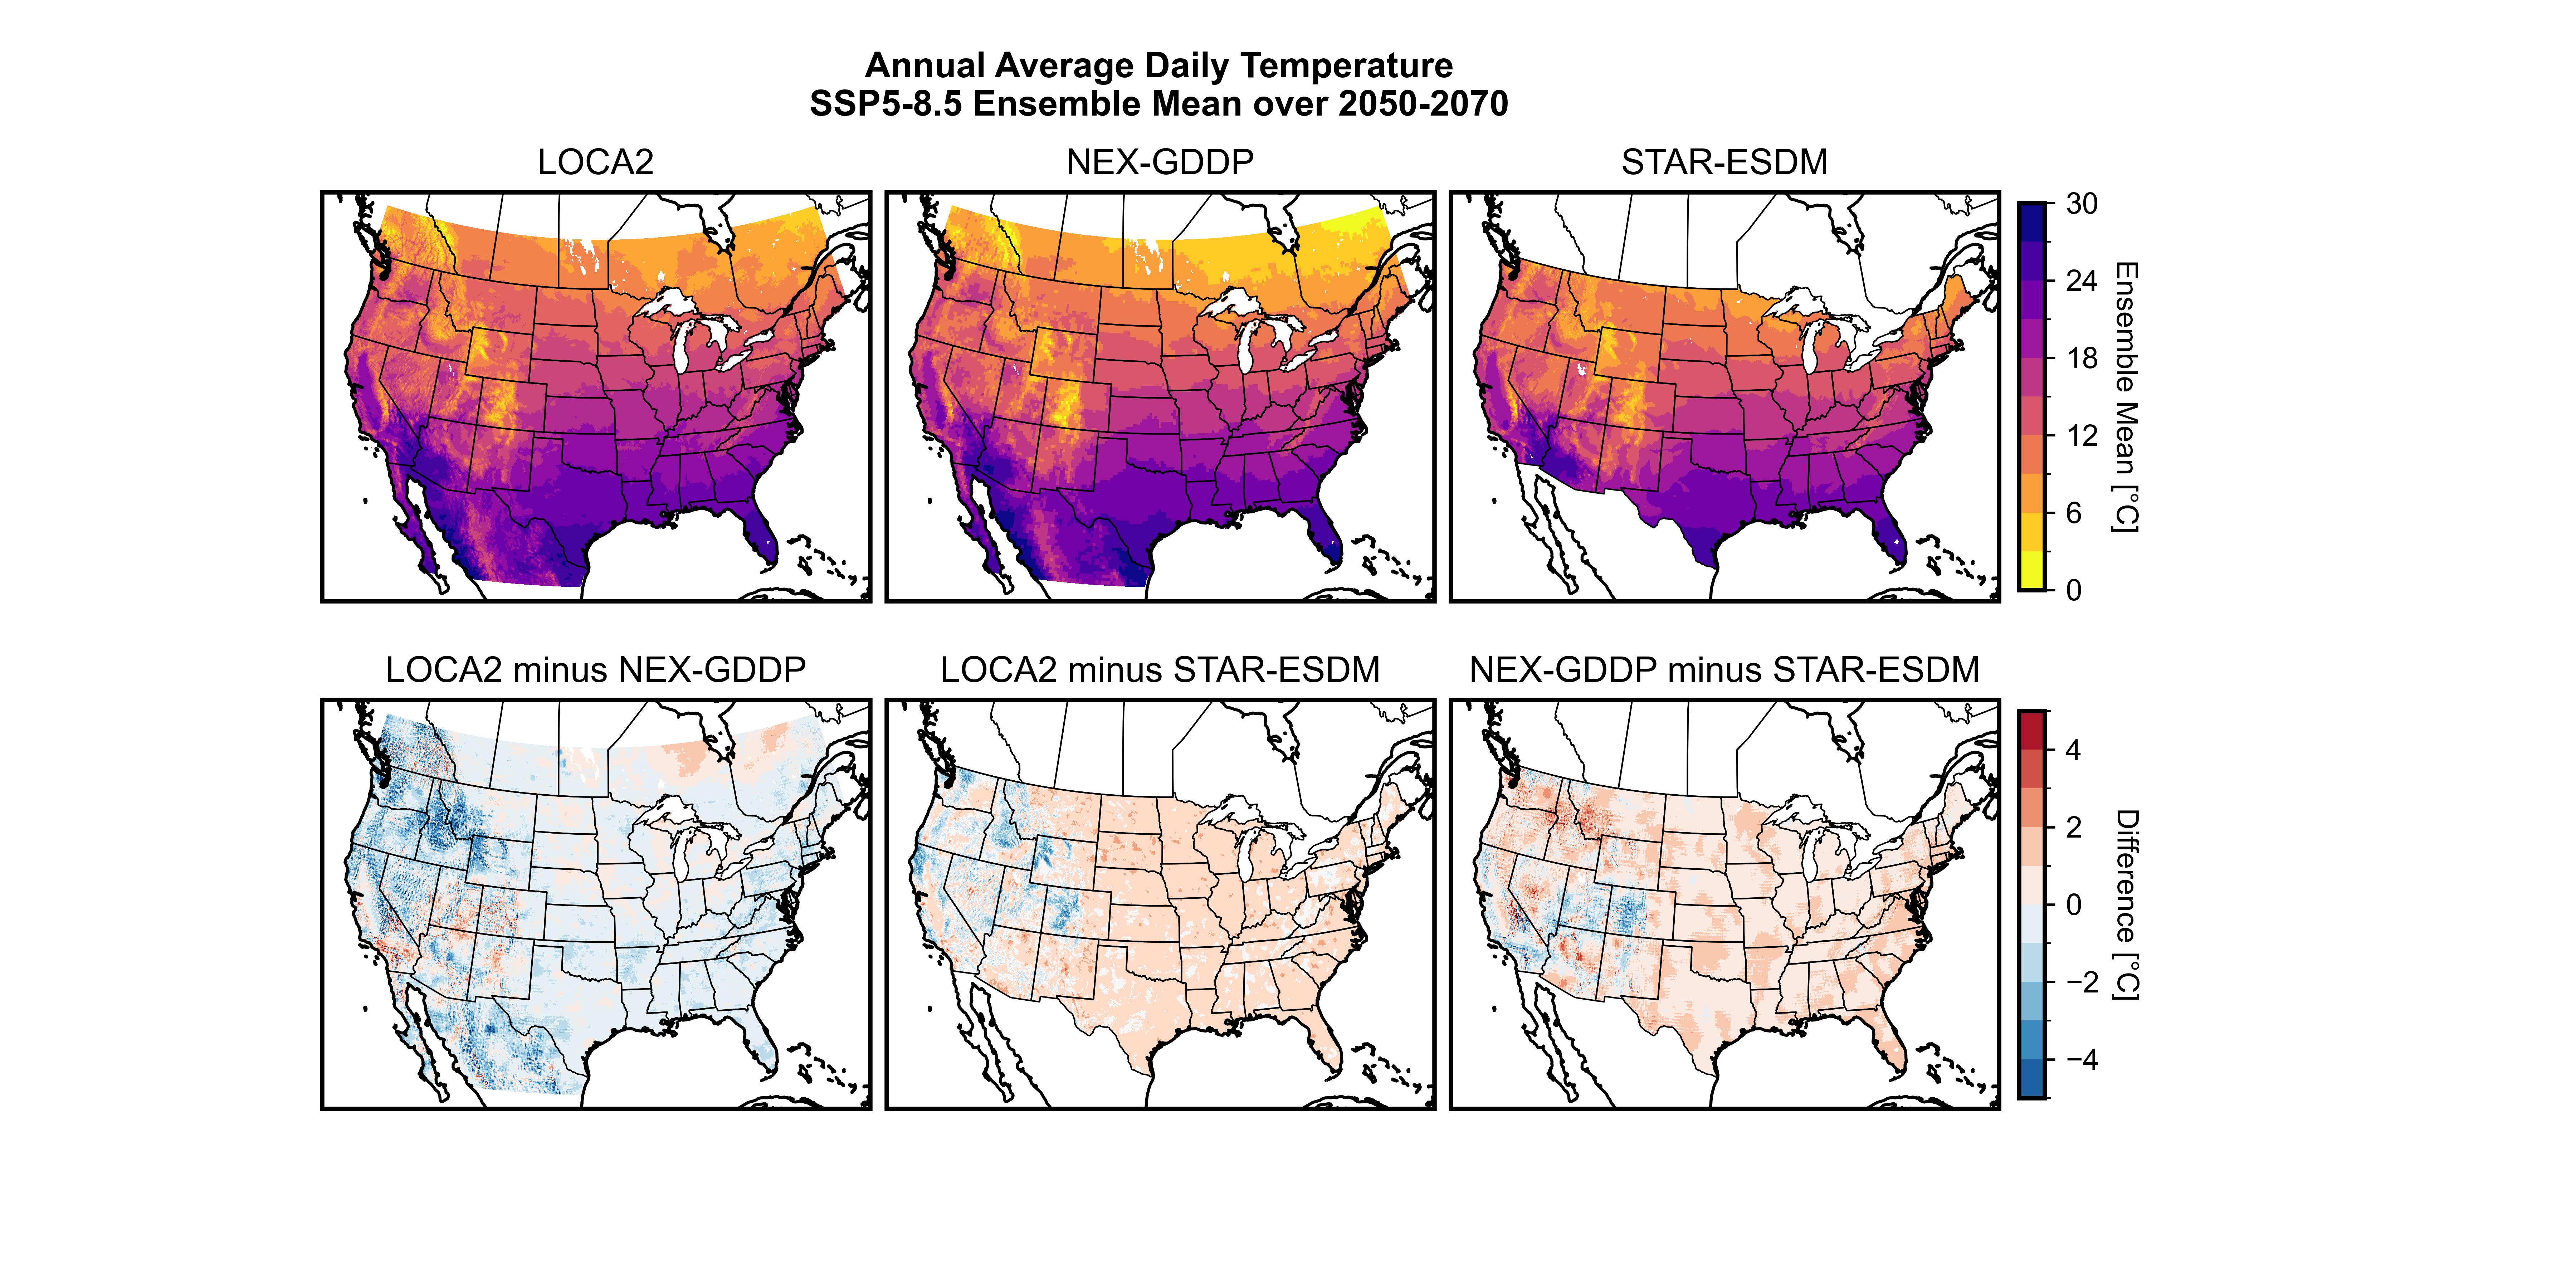 Annual Average Daily Temperature
SSP5-8.5 Ensemble Mean over 2050-2070
LOCA2
NEX-GDDP
STAR-ESDM
30
24
18
12
6
0
Ensemble Mean [°C]
LOCA2 minus NEX-GDDP
LOCA2 minus STAR-ESDM
NEX-GDDP minus STAR-ESDM
4
2
0
−2
−4
Difference [°C]